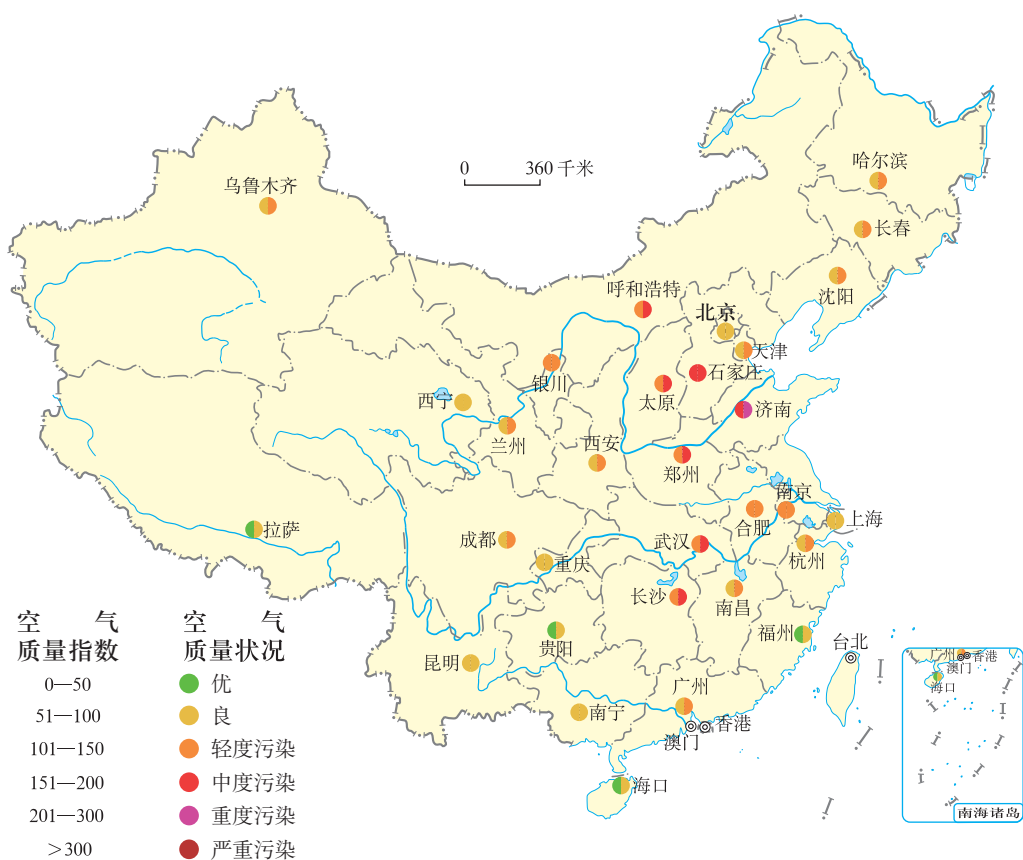 哈尔滨
0 360 千米
乌鲁木齐
长春
呼和浩特
沈阳
北京
天津
石家庄
银川
太原
西宁
济南
兰州
西安
郑州
南京
合肥
上海
拉萨
成都
武汉
重庆
杭州
长沙
南昌
福州
贵阳
台北
昆明
广州
南宁
香港
澳门
海口
空 气
质量指数
空 气
质量状况
0—50 优
51—100 良
101—150 轻度污染
151—200 中度污染
201—300 重度污染
>300 严重污染
广州
香港
澳门
海口
南海诸岛